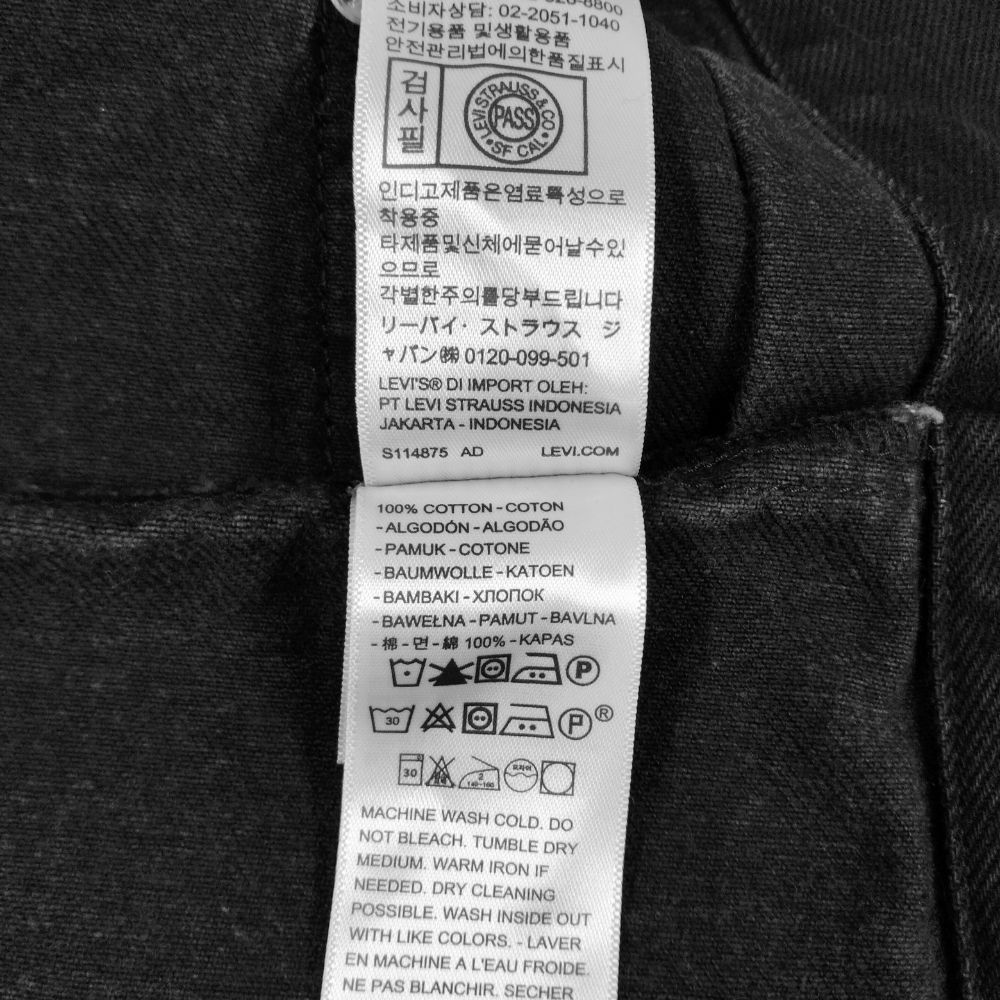 소비자상담: 02-2051-1040
전기용품 및생활용품
안전관리법에의한품질표시
검사필
LEVI STRAUSS & CO
PASS
SF CAL
인디고제품은염료특성으로
착용중
타제품및신체에묻어날수있
으므로
각별한주의를당부드립니다
リーバイ・ストラウス ジ
ャパン㈱ 0120-099-501
LEVI'S® DI IMPORT OLEH:
PT LEVI STRAUSS INDONESIA
JAKARTA - INDONESIA
S114875 AD LEVI.COM
100% COTTON - COTON
- ALGODÓN - ALGODÃO
- PAMUK - COTONE
- BAUMWOLLE - KATOEN
- BAMBAKI - ХЛОПОК
- BAWEŁNA - PAMUT - BAVLNA
- 棉 - 면 - 綿 100% - KAPAS
P
30 P ®
30 2 140-160 드라이
MACHINE WASH COLD. DO
NOT BLEACH. TUMBLE DRY
MEDIUM. WARM IRON IF
NEEDED. DRY CLEANING
POSSIBLE. WASH INSIDE OUT
WITH LIKE COLORS. - LAVER
EN MACHINE A L'EAU FROIDE.
NE PAS BLANCHIR. SECHER